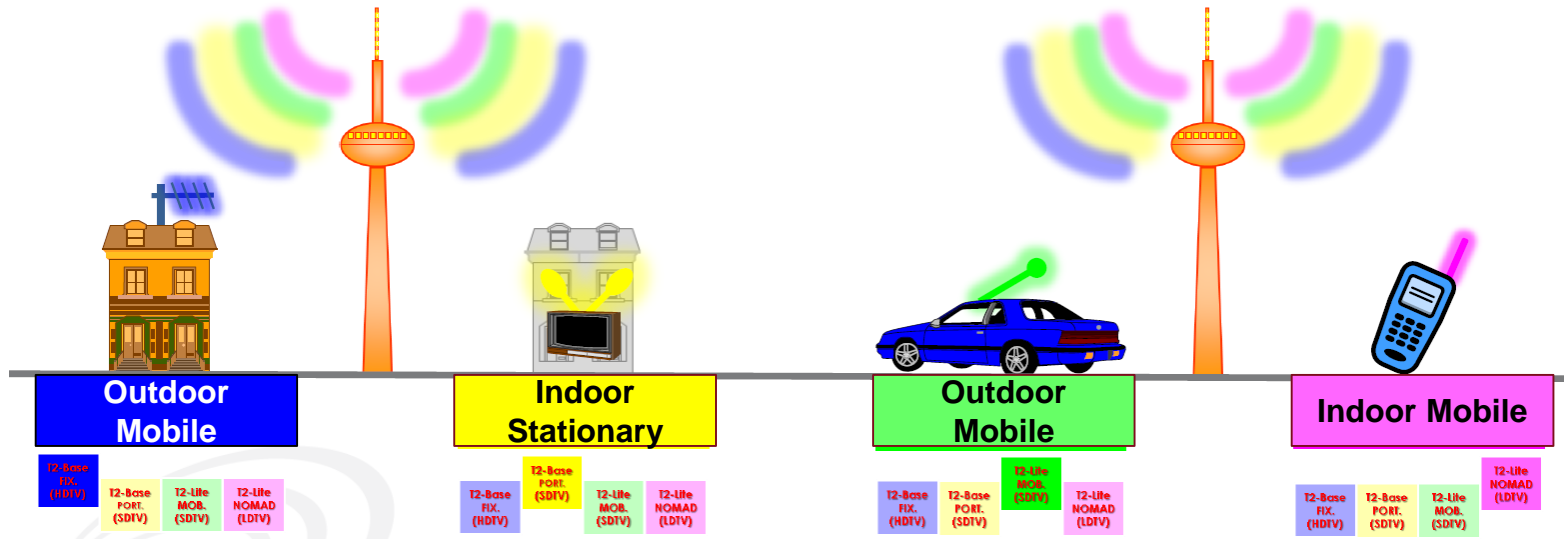 Outdoor
Mobile
Indoor
Stationary
Outdoor
Mobile
Indoor Mobile
T2-Base
FIX.
(HDTV)
T2-Base
PORT.
(SDTV)
T2-Lite
MOB.
(SDTV)
T2-Lite
NOMAD
(LDTV)
T2-Base
FIX.
(HDTV)
T2-Base
PORT.
(SDTV)
T2-Lite
MOB.
(SDTV)
T2-Lite
NOMAD
(LDTV)
T2-Base
FIX.
(HDTV)
T2-Base
PORT.
(SDTV)
T2-Lite
MOB.
(SDTV)
T2-Lite
NOMAD
(LDTV)
T2-Base
FIX.
(HDTV)
T2-Base
PORT.
(SDTV)
T2-Lite
MOB.
(SDTV)
T2-Lite
NOMAD
(LDTV)